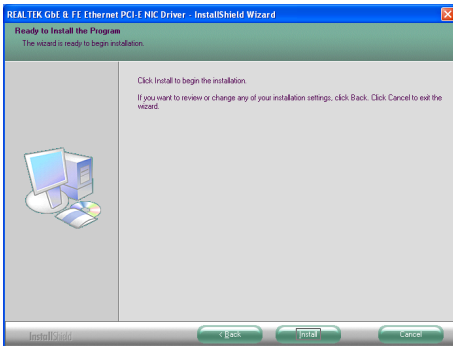 REALTEK GbE & FE Ethernet PCI-E NIC Driver - InstallShield Wizard
Ready to Install the Program
The wizard is ready to begin installation.
Click Install to begin the installation.
If you want to review or change any of your installation settings, click Back. Click Cancel to exit the
wizard.
InstallShield
< Back
Install
Cancel